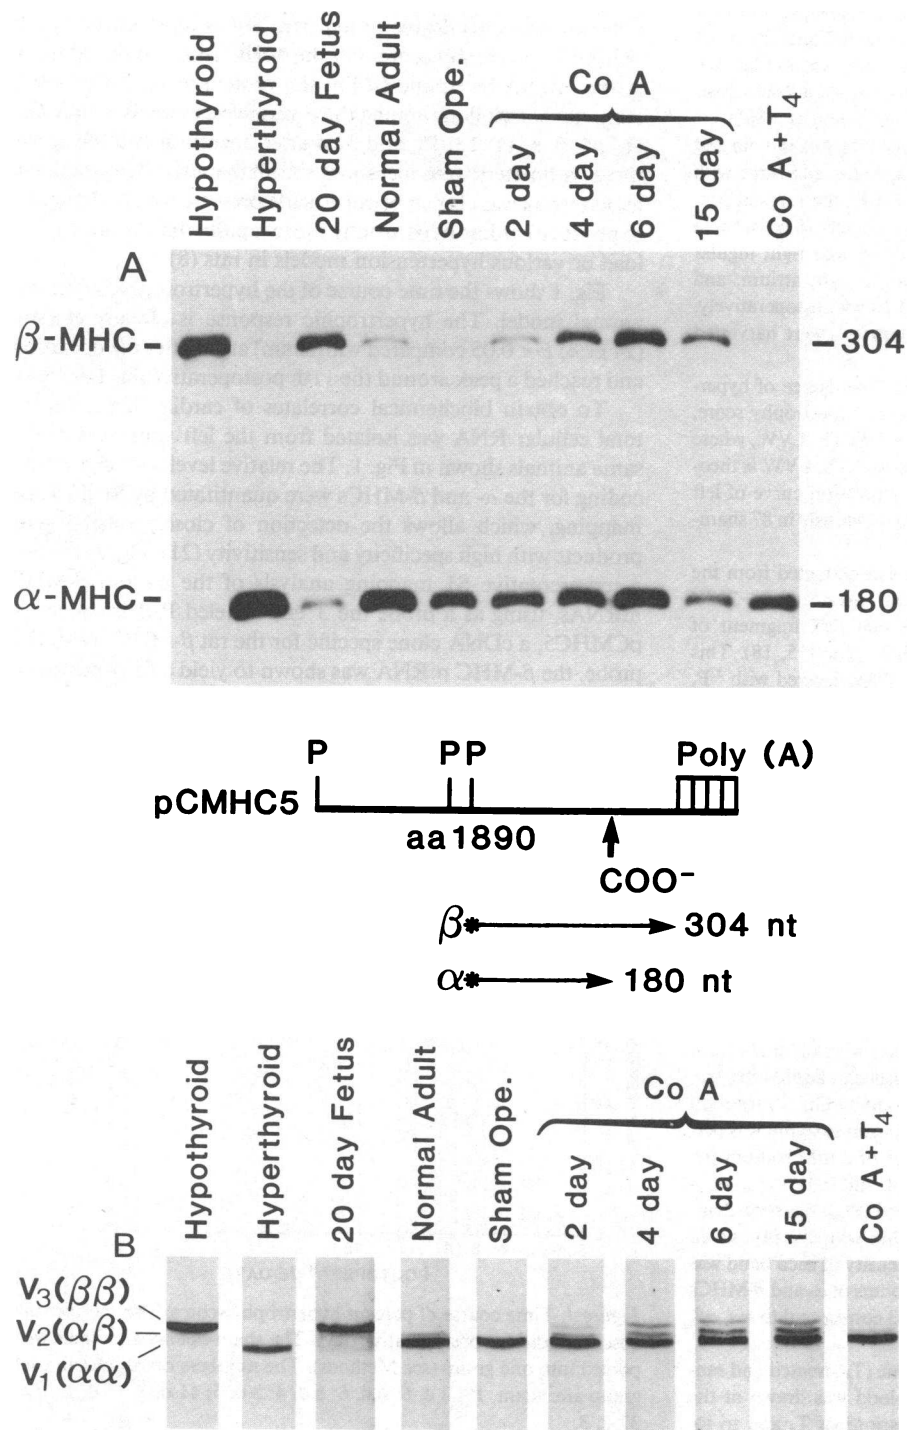 Hypothyroid
Hyperthyroid
20 day Fetus
Normal Adult
Sham Ope.
Co A
2 day
4 day
6 day
15 day
Co A+T4
A
β-MHC-
-304
α-MHC-
-180
P
PP
Poly (A)
pCMHC5
aa1890
COO⁻
β*
304 nt
α*
180 nt
Hypothyroid
Hyperthyroid
20 day Fetus
Normal Adult
Sham Ope.
Co A
2 day
4 day
6 day
15 day
Co A+T4
B
V3(ββ)
V2(αβ)
V1(αα)